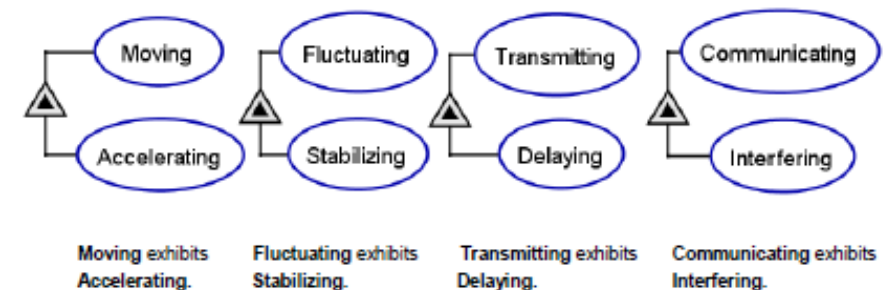 Moving Fluctuating Transmitting Communicating
Accelerating Stabilizing Delaying Interfering
Moving exhibits Fluctuating exhibits Transmitting exhibits Communicating exhibits
Accelerating. Stabilizing. Delaying. Interfering.